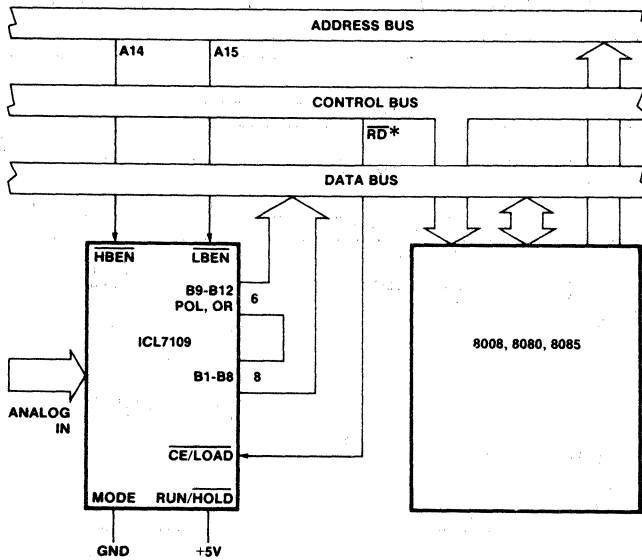 ADDRESS BUS
A14
A15
CONTROL BUS
RD*
DATA BUS
HBEN
LBEN
B9-B12
POL, OR
6
ICL7109
8008, 8080, 8085
B1-B8
8
ANALOG
IN
CE/LOAD
MODE
RUN/HOLD
GND
+5V